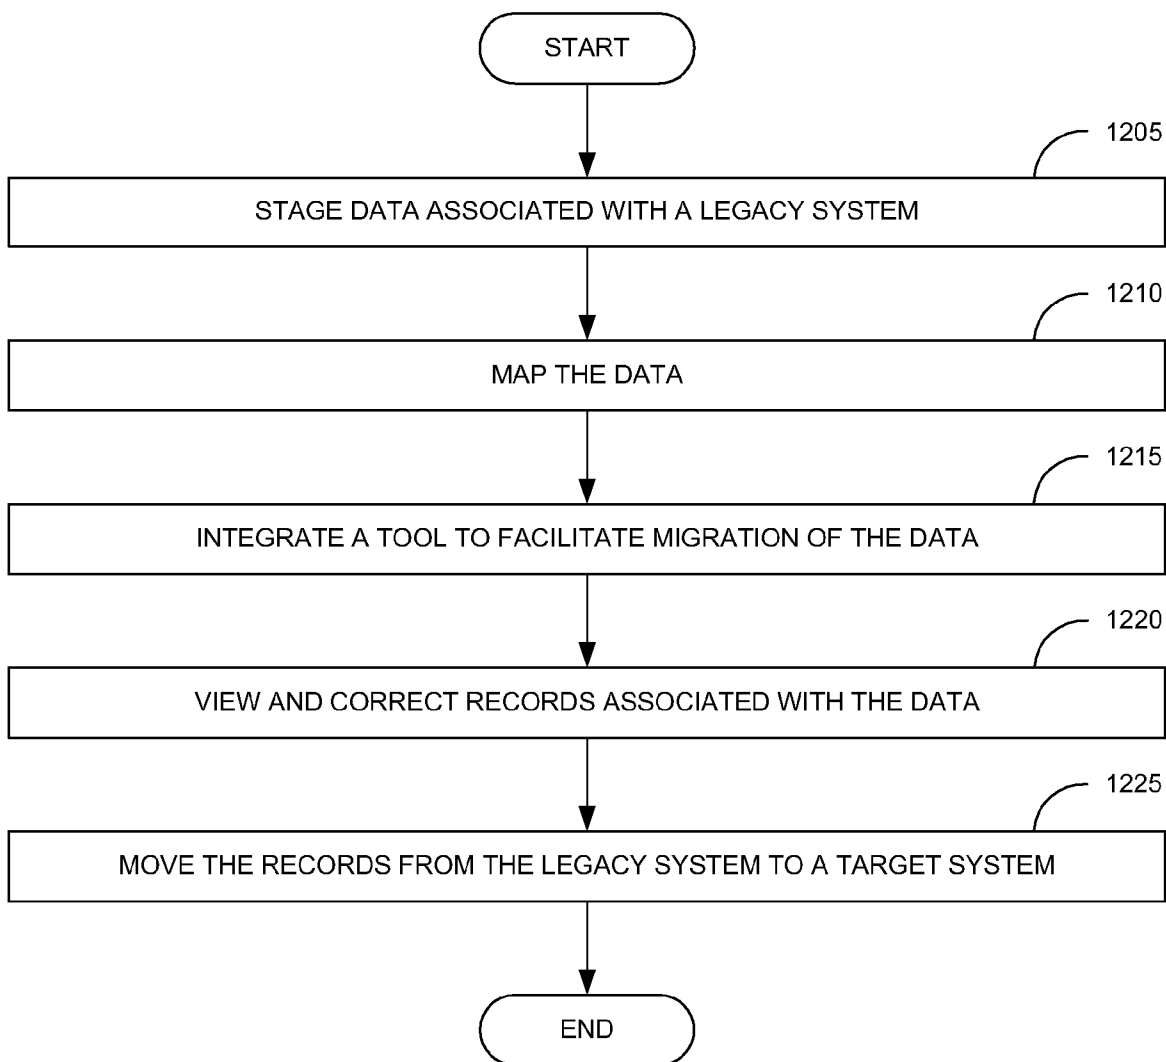 START
1205
STAGE DATA ASSOCIATED WITH A LEGACY SYSTEM
1210
MAP THE DATA
1215
INTEGRATE A TOOL TO FACILITATE MIGRATION OF THE DATA
1220
VIEW AND CORRECT RECORDS ASSOCIATED WITH THE DATA
1225
MOVE THE RECORDS FROM THE LEGACY SYSTEM TO A TARGET SYSTEM
END